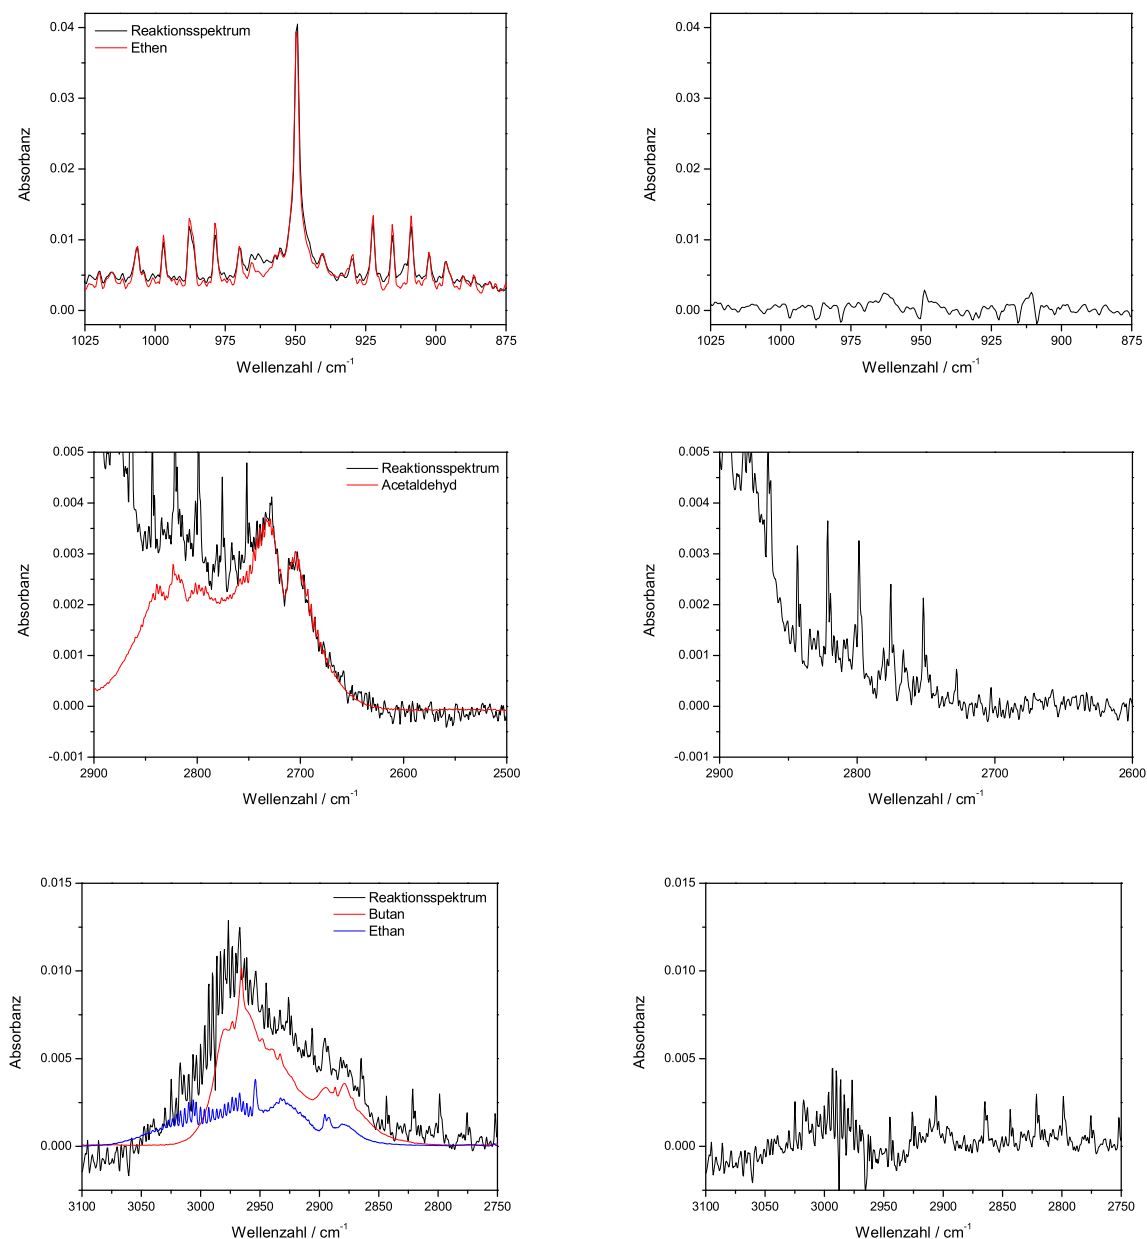 Reaktionsspektrum
Ethen
Absorbanz
0.04
0.03
0.02
0.01
0.00
1025 1000 975 950 925 900 875
Wellenzahl / cm⁻¹
Absorbanz
0.04
0.03
0.02
0.01
0.00
1025 1000 975 950 925 900 875
Wellenzahl / cm⁻¹
Reaktionsspektrum
Acetaldehyd
Absorbanz
0.005
0.004
0.003
0.002
0.001
0.000
-0.001
2900 2800 2700 2600 2500
Wellenzahl / cm⁻¹
Absorbanz
0.005
0.004
0.003
0.002
0.001
0.000
-0.001
2900 2800 2700 2600
Wellenzahl / cm⁻¹
Reaktionsspektrum
Butan
Ethan
Absorbanz
0.015
0.010
0.005
0.000
3100 3050 3000 2950 2900 2850 2800 2750
Wellenzahl / cm⁻¹
Absorbanz
0.015
0.010
0.005
0.000
3100 3050 3000 2950 2900 2850 2800 2750
Wellenzahl / cm⁻¹